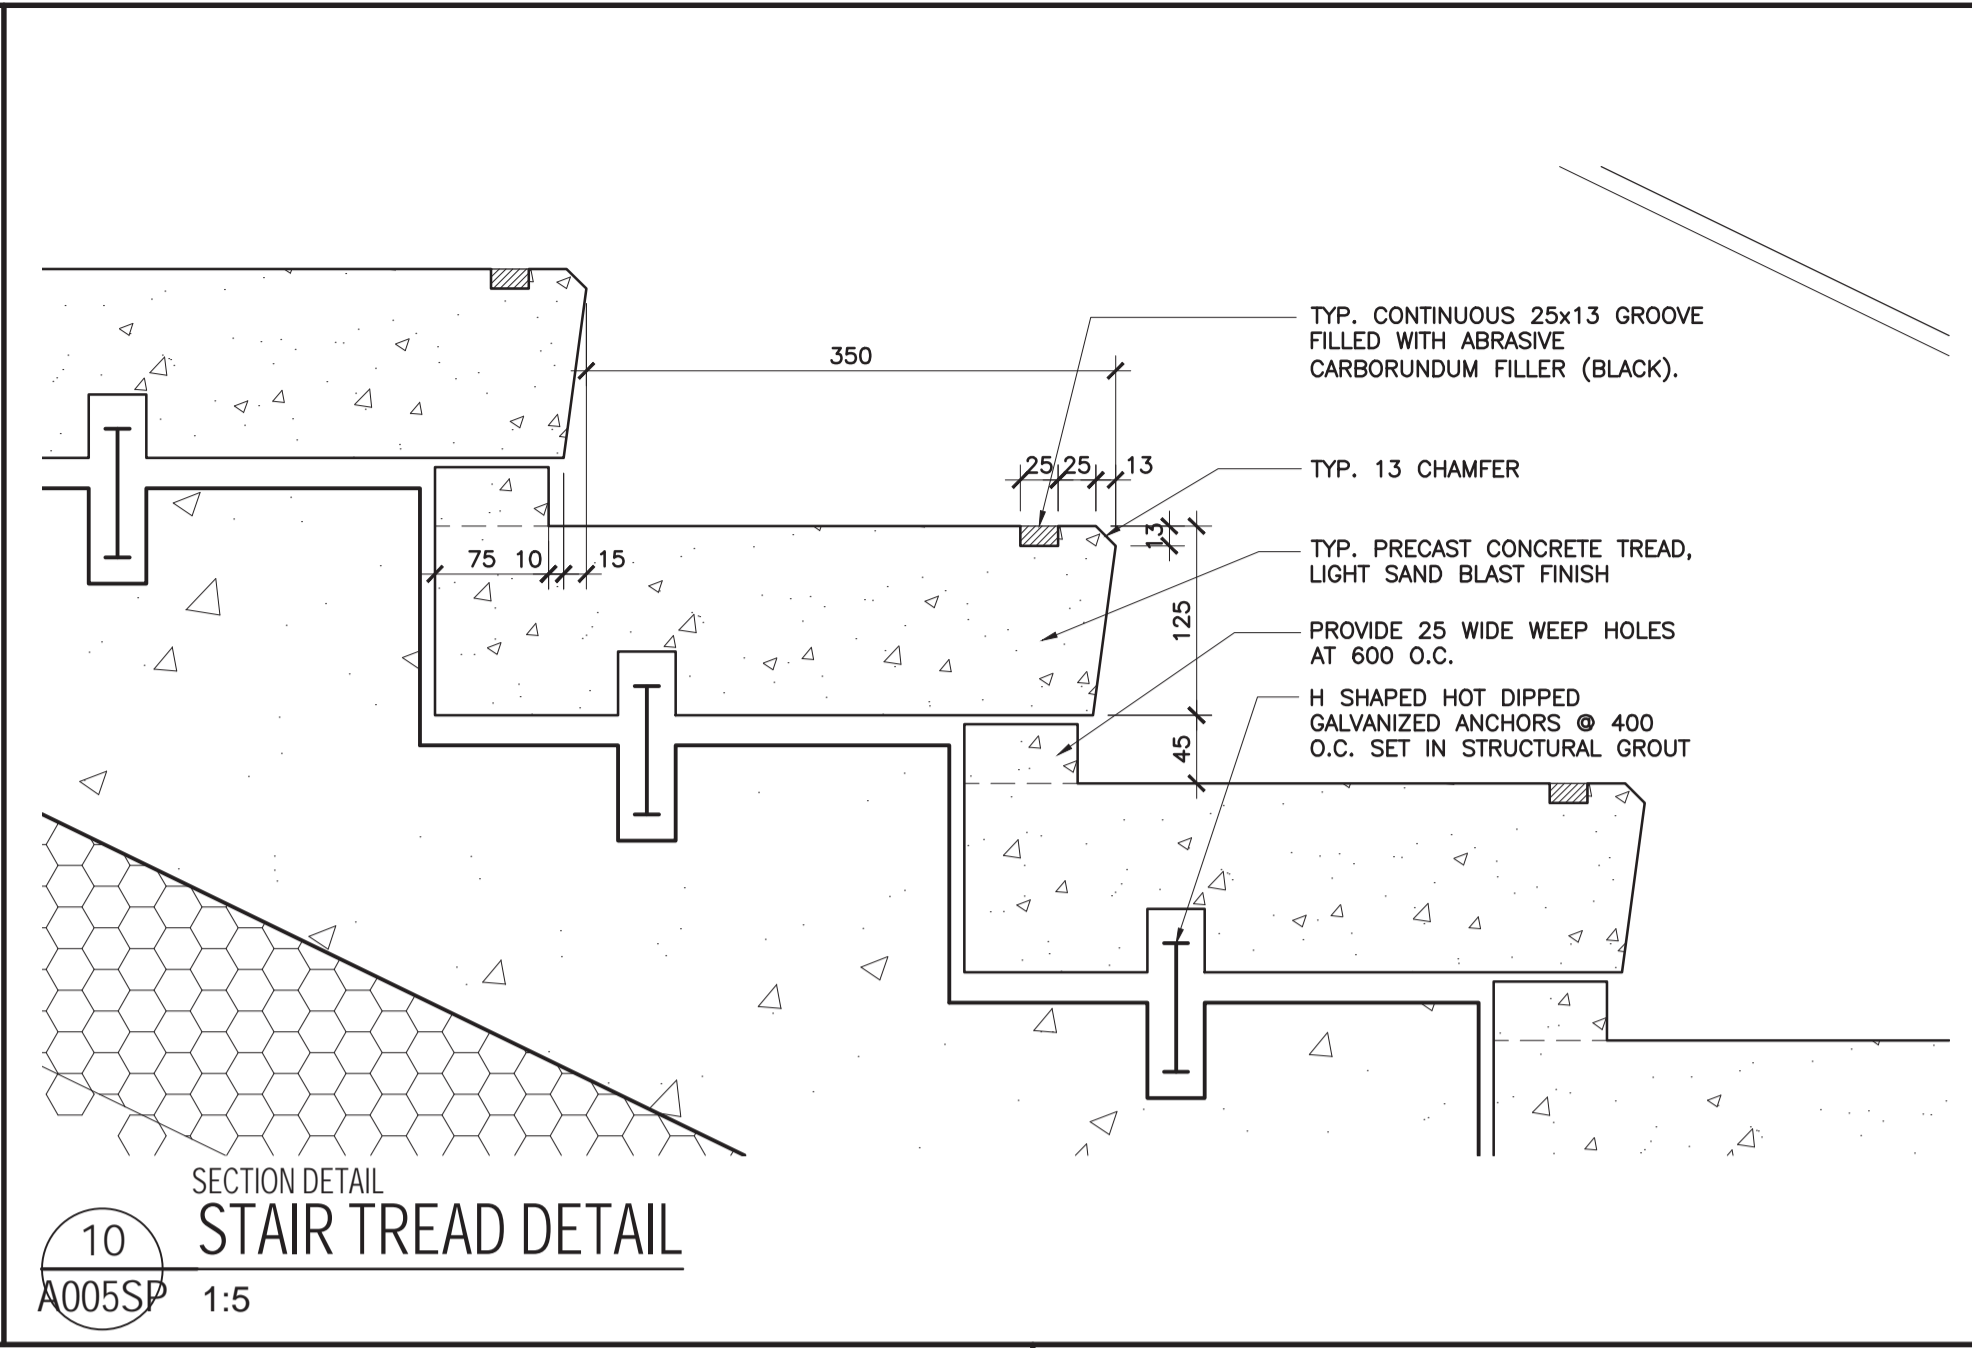 350
TYP. CONTINUOUS 25x13 GROOVE
FILLED WITH ABRASIVE
CARBORUNDUM FILLER (BLACK).
25 25 13
TYP. 13 CHAMFER
13
75 10 15
TYP. PRECAST CONCRETE TREAD,
LIGHT SAND BLAST FINISH
125
PROVIDE 25 WIDE WEEP HOLES
AT 600 O.C.
H SHAPED HOT DIPPED
GALVANIZED ANCHORS @ 400
O.C. SET IN STRUCTURAL GROUT
45
SECTION DETAIL
10 STAIR TREAD DETAIL
A005SP 1:5